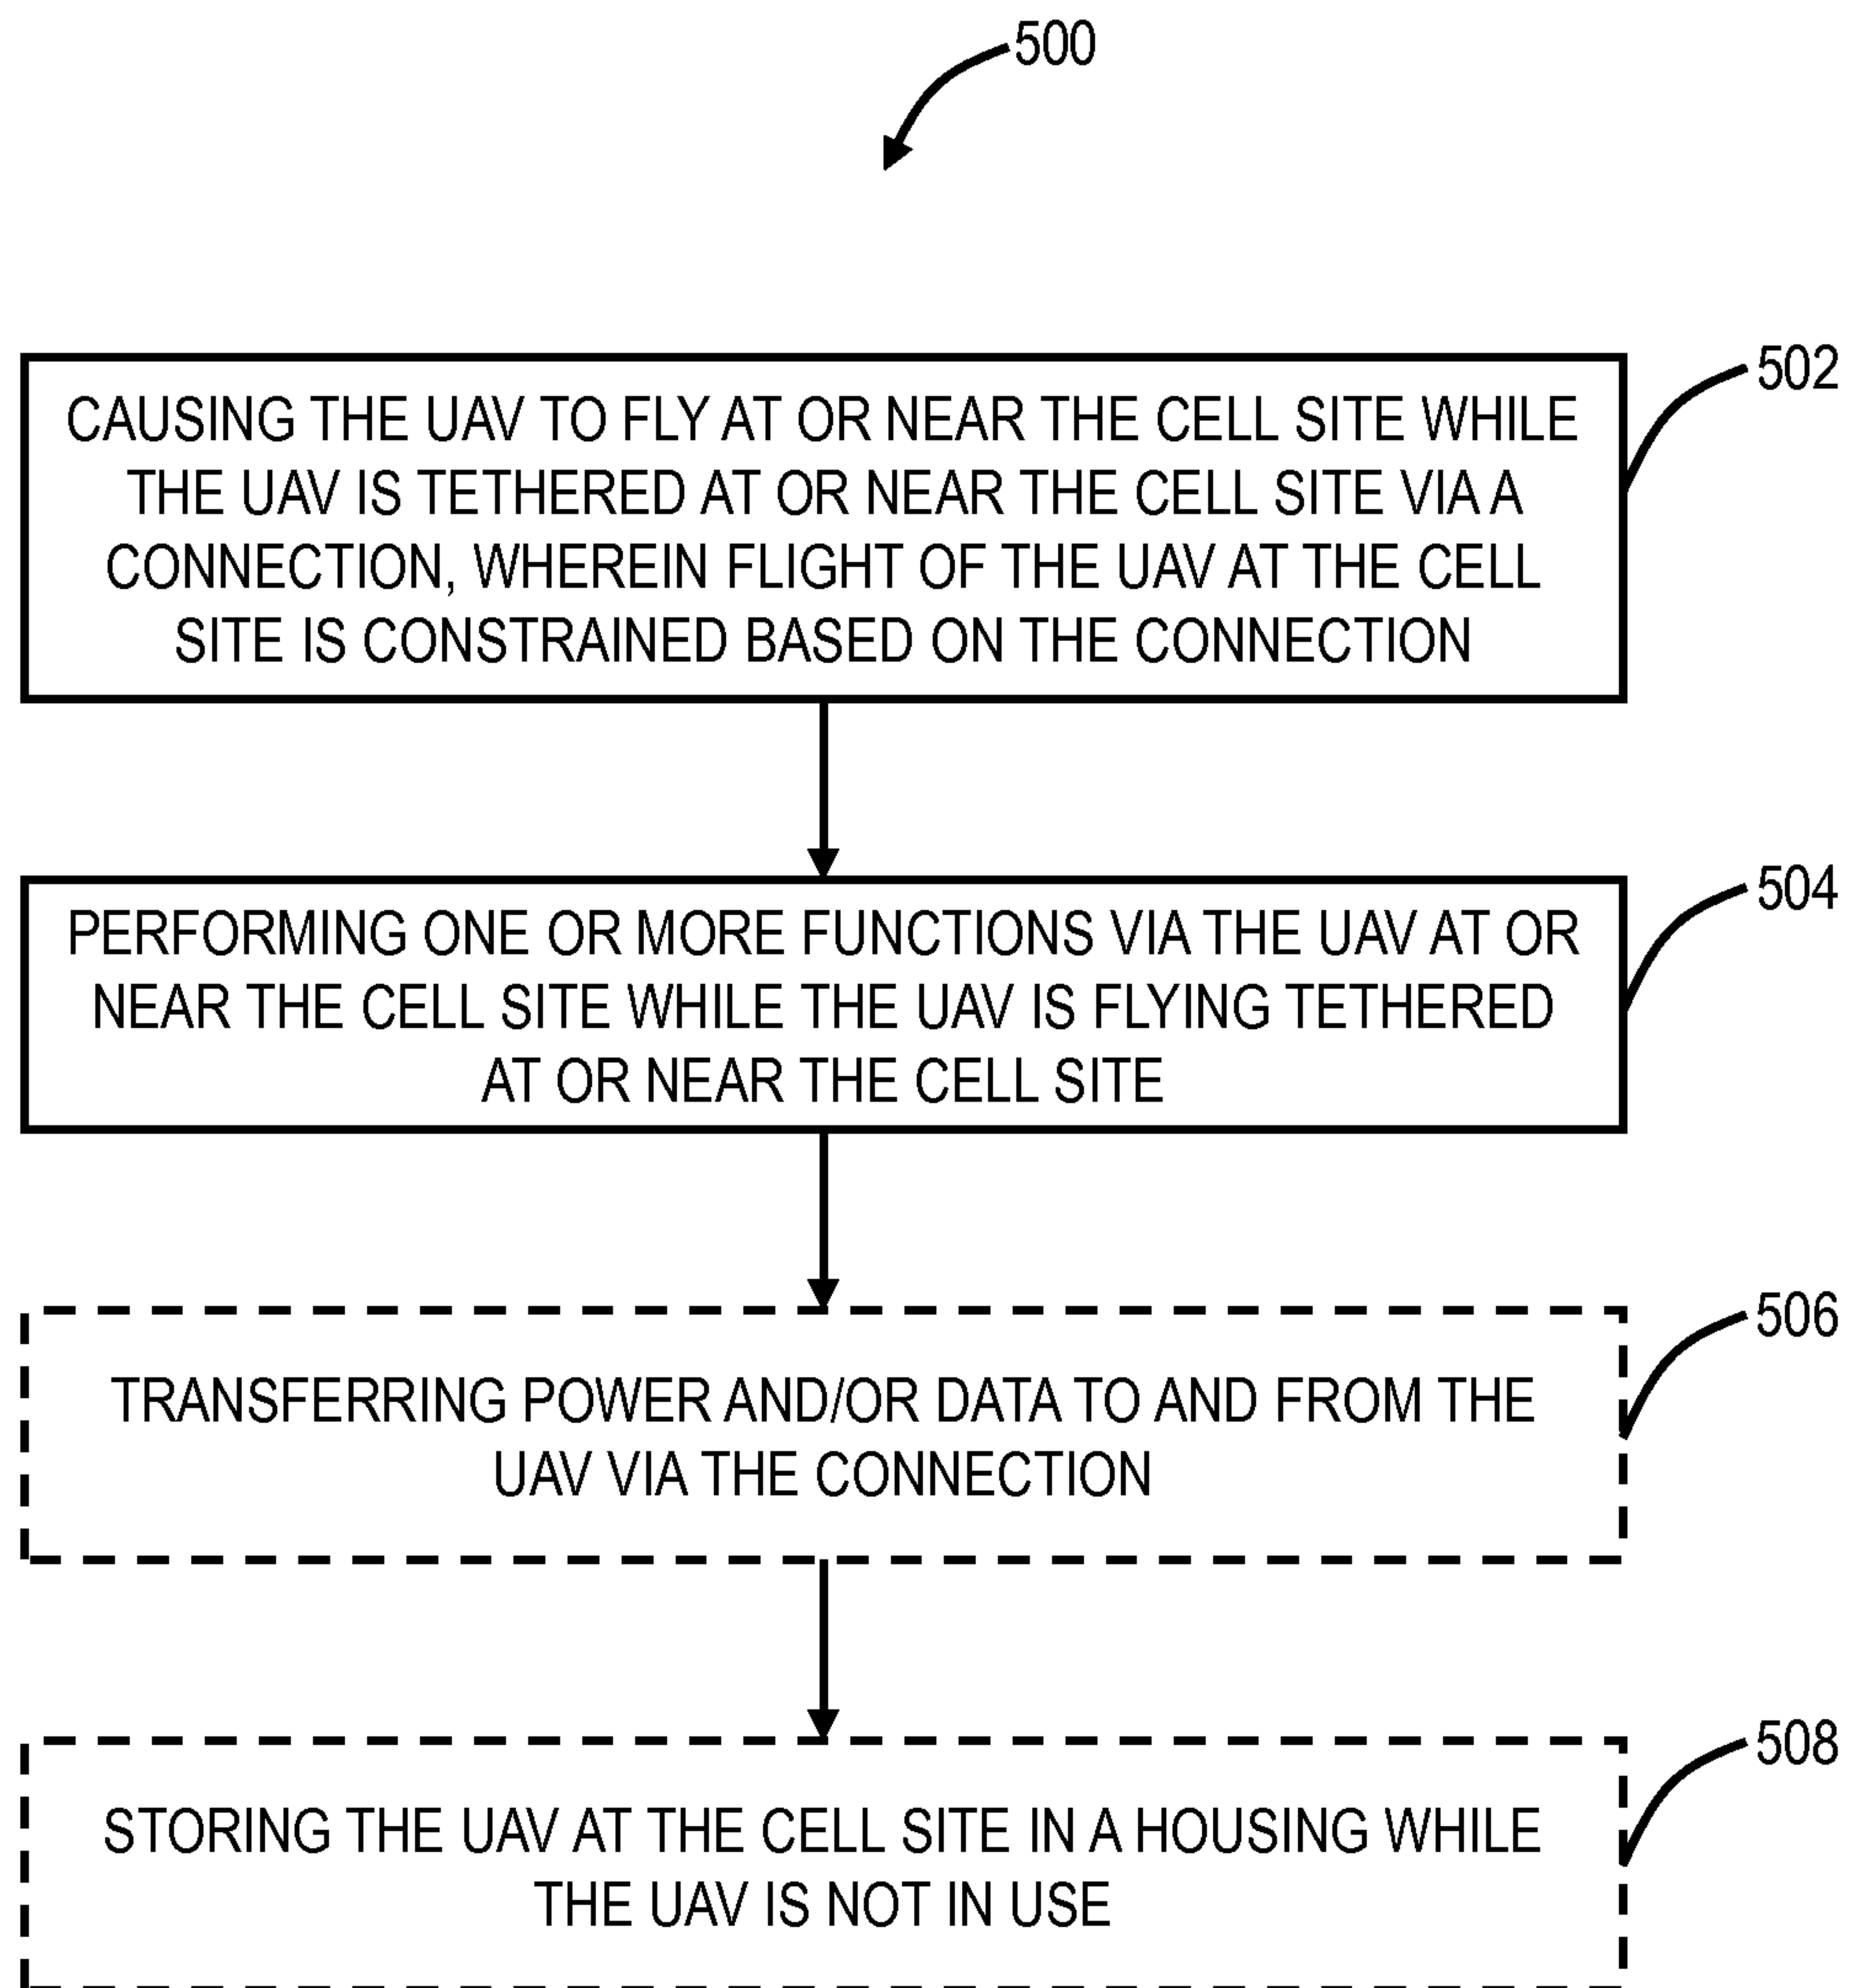 500
502
CAUSING THE UAV TO FLY AT OR NEAR THE CELL SITE WHILE
THE UAV IS TETHERED AT OR NEAR THE CELL SITE VIA A
CONNECTION, WHEREIN FLIGHT OF THE UAV AT THE CELL
SITE IS CONSTRAINED BASED ON THE CONNECTION
504
PERFORMING ONE OR MORE FUNCTIONS VIA THE UAV AT OR
NEAR THE CELL SITE WHILE THE UAV IS FLYING TETHERED
AT OR NEAR THE CELL SITE
506
TRANSFERRING POWER AND/OR DATA TO AND FROM THE
UAV VIA THE CONNECTION
508
STORING THE UAV AT THE CELL SITE IN A HOUSING WHILE
THE UAV IS NOT IN USE